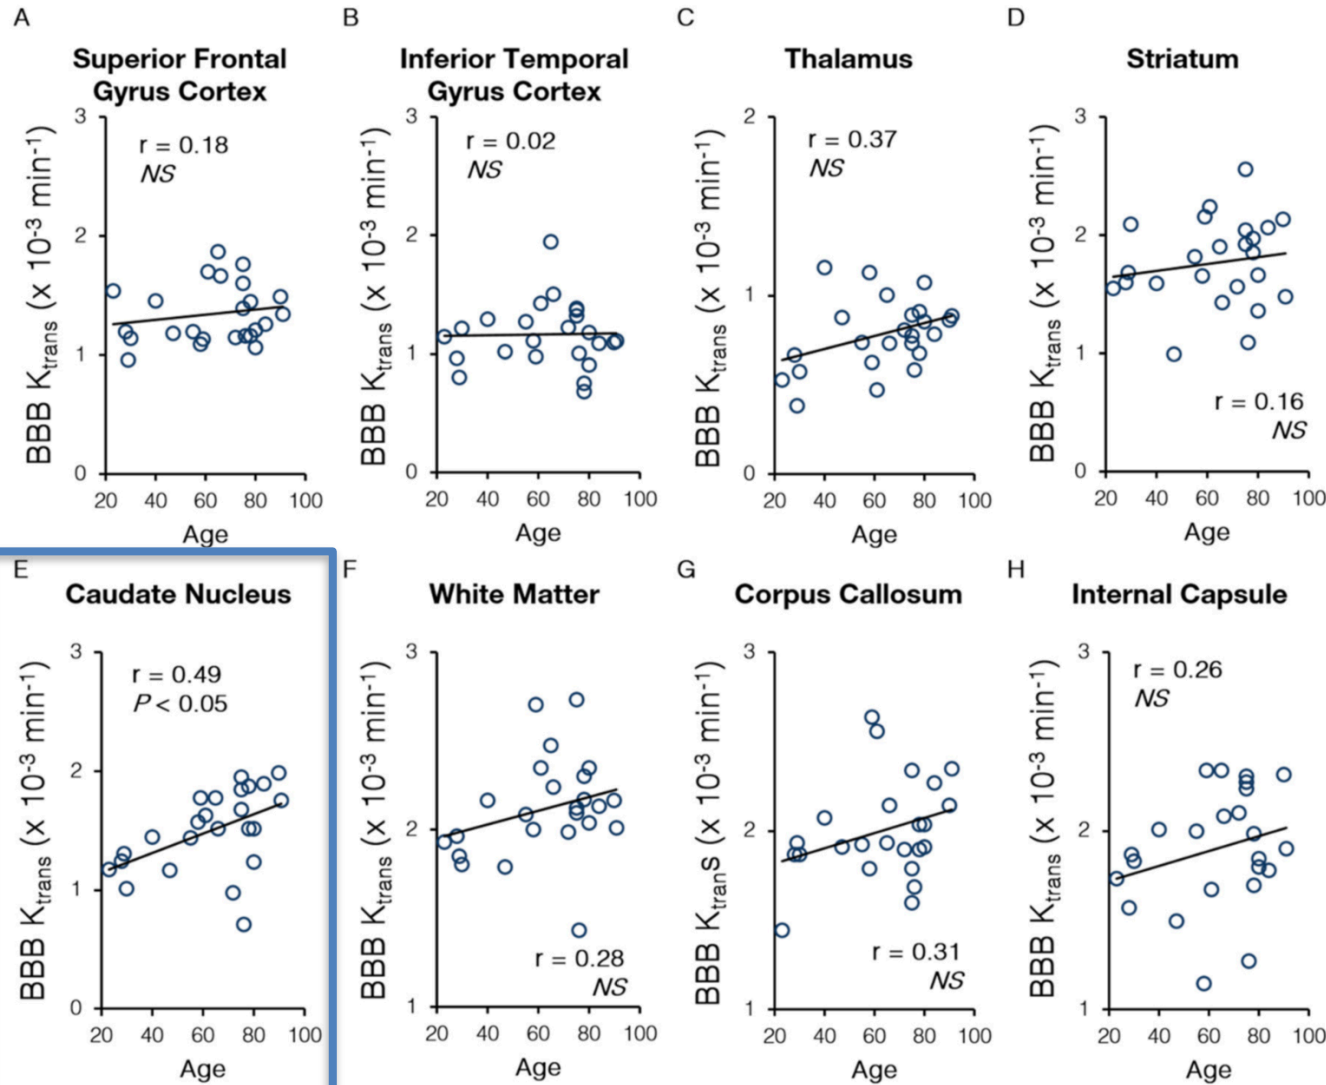 A
Superior Frontal
Gyrus Cortex
BBB Ktrans (x 10-3 min-1)
3
2
1
0
r = 0.18
NS
20 40 60 80 100
Age
B
Inferior Temporal
Gyrus Cortex
BBB Ktrans (x 10-3 min-1)
3
2
1
0
r = 0.02
NS
20 40 60 80 100
Age
C
Thalamus
BBB Ktrans (x 10-3 min-1)
2
1
0
r = 0.37
NS
20 40 60 80 100
Age
D
Striatum
BBB Ktrans (x 10-3 min-1)
3
2
1
0
r = 0.16
NS
20 40 60 80 100
Age
E
Caudate Nucleus
BBB Ktrans (x 10-3 min-1)
3
2
1
0
r = 0.49
P < 0.05
20 40 60 80 100
Age
F
White Matter
BBB Ktrans (x 10-3 min-1)
3
2
1
r = 0.28
NS
20 40 60 80 100
Age
G
Corpus Callosum
BBB Ktrans (x 10-3 min-1)
3
2
1
r = 0.31
NS
20 40 60 80 100
Age
H
Internal Capsule
BBB Ktrans (x 10-3 min-1)
3
2
1
r = 0.26
NS
20 40 60 80 100
Age